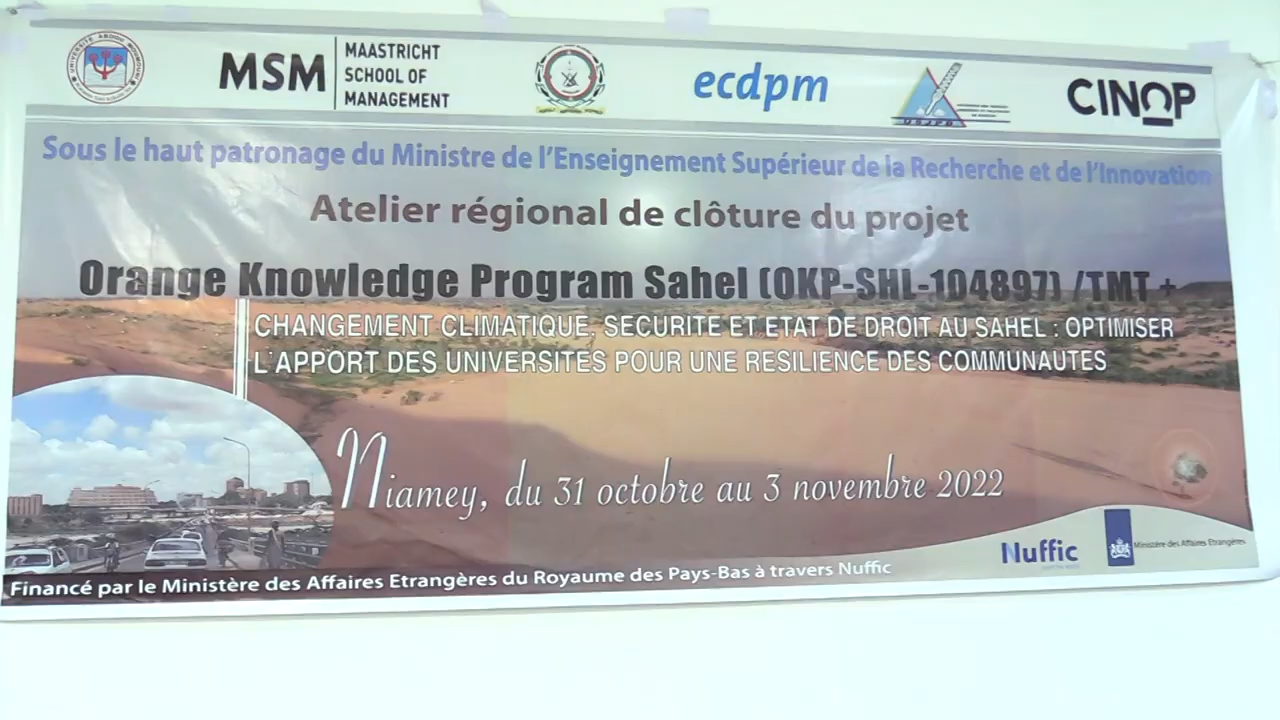 UNIVERSITE ABDOU MOUMOUNI
MSM
MAASTRICHT
SCHOOL OF
MANAGEMENT
ecdpm
CINOP
Sous le haut patronage du Ministre de l'Enseignement Supérieur de la Recherche et de l'Innovation
Atelier régional de clôture du projet
Orange Knowledge Program Sahel (OKP-SHL-104897) /TMT +
CHANGEMENT CLIMATIQUE, SECURITE ET ETAT DE DROIT AU SAHEL : OPTIMISER
L'APPORT DES UNIVERSITES POUR UNE RESILIENCE DES COMMUNAUTES
Niamey, du 31 octobre au 3 novembre 2022
Nuffic
Ministère des Affaires Etrangères
Financé par le Ministère des Affaires Etrangères du Royaume des Pays-Bas à travers Nuffic